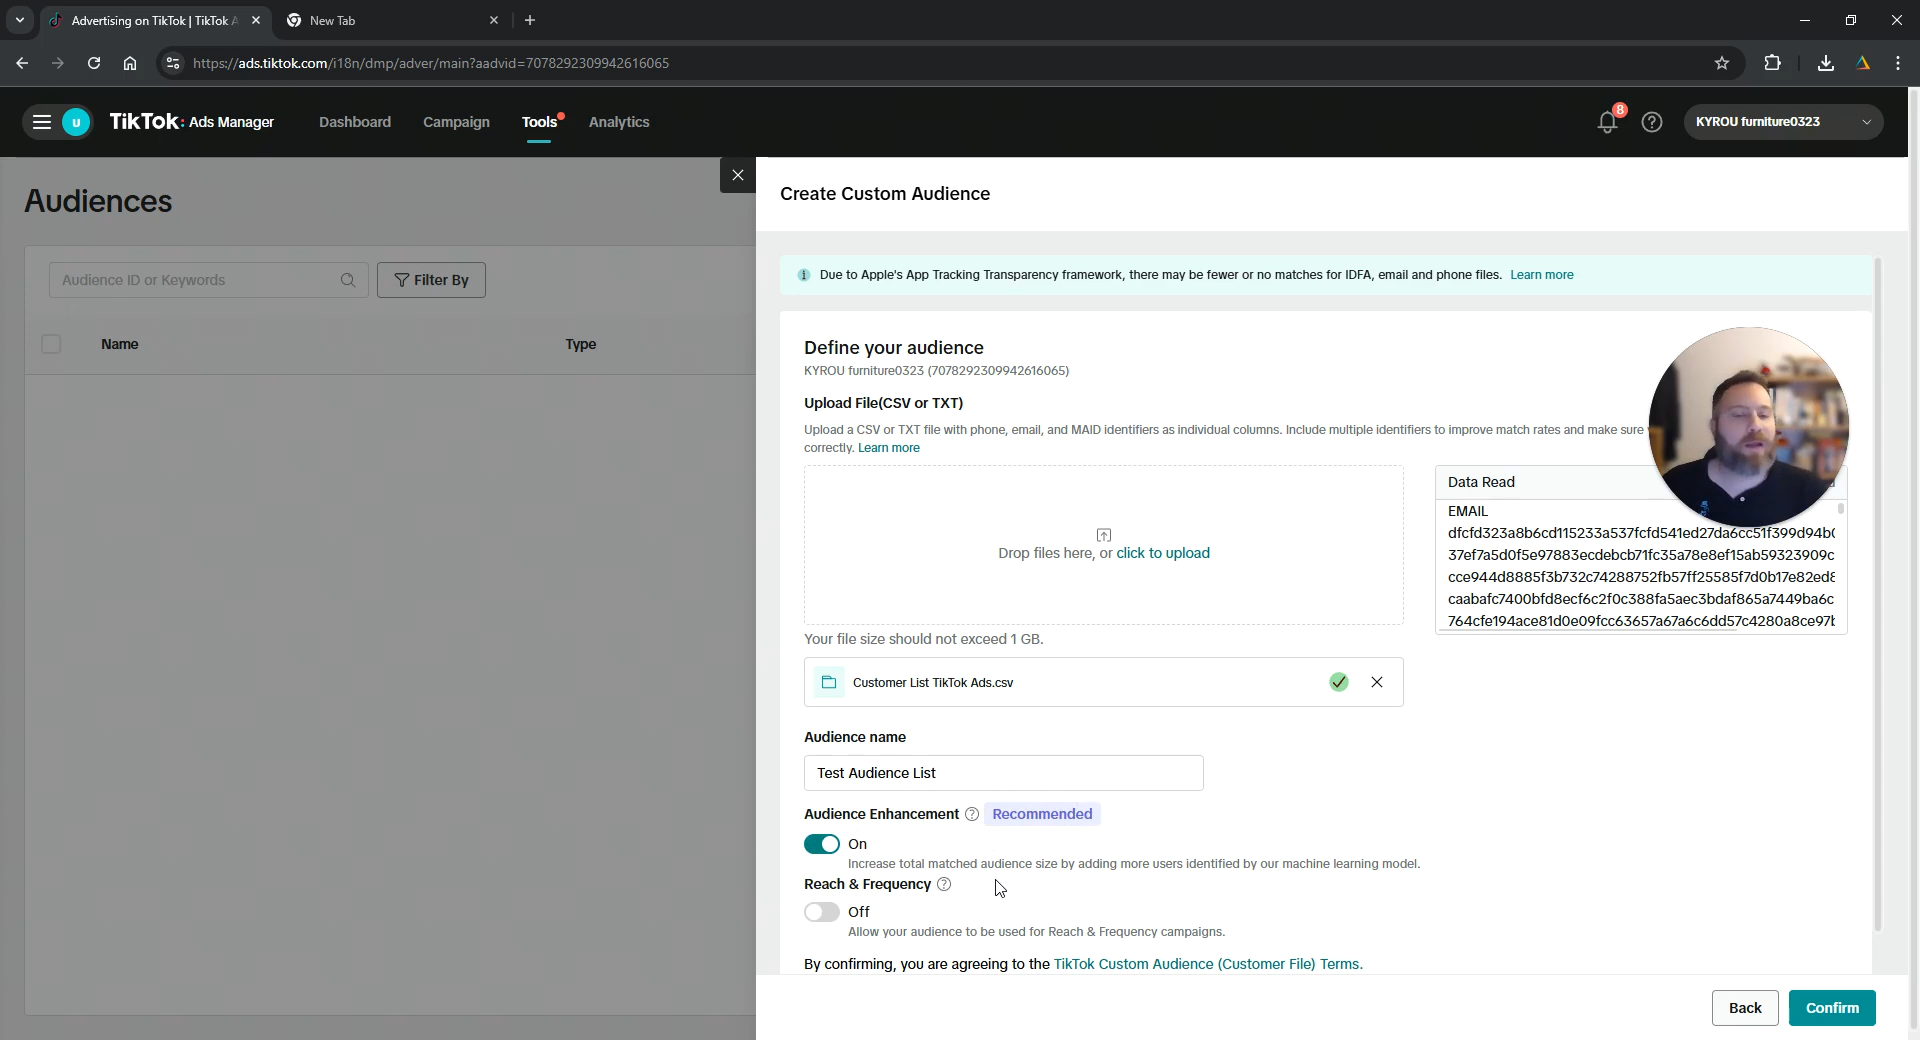 Advertising on TikTok | TikTok A
New Tab
https://ads.tiktok.com/i18n/dmp/adver/main?aadvid=7078292309942616065
U
TikTok: Ads Manager
Dashboard
Campaign
Tools
Analytics
8
KYROU furniture0323
Audiences
Create Custom Audience
Audience ID or Keywords
Filter By
Name
Type
Due to Apple's App Tracking Transparency framework, there may be fewer or no matches for IDFA, email and phone files. Learn more
Define your audience
KYROU furniture0323 (7078292309942616065)
Upload File(CSV or TXT)
Upload a CSV or TXT file with phone, email, and MAID identifiers as individual columns. Include multiple identifiers to improve match rates and make sure
correctly. Learn more
Drop files here, or click to upload
Your file size should not exceed 1 GB.
Data Read
EMAIL
dfcfd323a8b6cd115233a537fcfd541ed27da6cc51f399d94b
37ef7a5d0f5e97883ecdebcb71fc35a78e8ef15ab59323909c
cce944d8885f3b732c74288752fb57ff25585f7d0b17e82ed8
caabafc7400bfd8ecf6c2f0c388fa5aec3bdaf865a7449ba6c
764cfe194ace81d0e09fcc63657a67a6c6dd57c4280a8ce97b
Customer List TikTok Ads.csv
Audience name
Test Audience List
Audience Enhancement
Recommended
On
Increase total matched audience size by adding more users identified by our machine learning model.
Reach & Frequency
Off
Allow your audience to be used for Reach & Frequency campaigns.
By confirming, you are agreeing to the TikTok Custom Audience (Customer File) Terms.
Back
Confirm